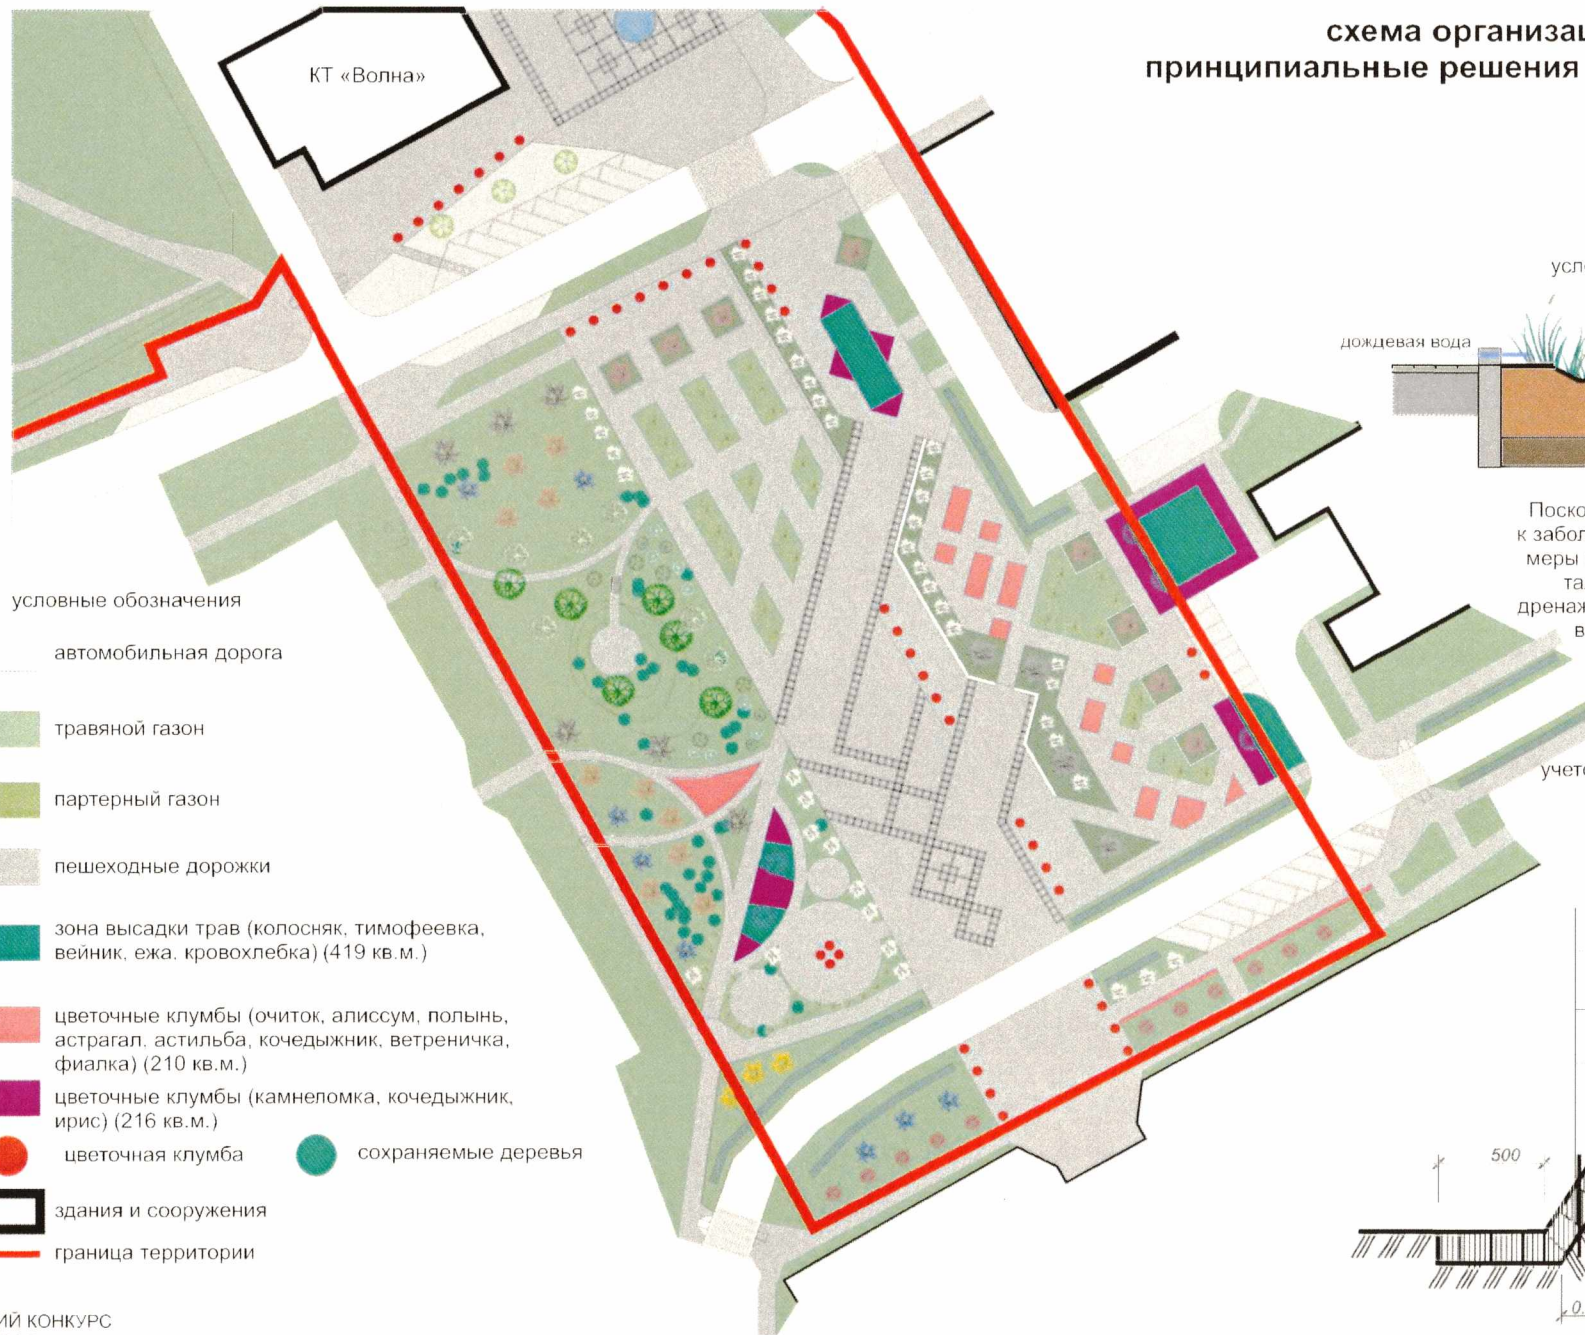 схема организац
принципиальные решения
КТ «Волна»
усло
дождевая вода
Поско
к забол
меры
та
дренаж
в
учето
условные обозначения
автомобильная дорога
травяной газон
партерный газон
пешеходные дорожки
зона высадки трав (колосняк, тимофеевка,
вейник, ежа, кровохлебка) (419 кв.м.)
цветочные клумбы (очиток, алиссум, полынь,
астрагал, астильба, кочедыжник, ветреничка,
фиалка) (210 кв.м.)
цветочные клумбы (камнеломка, кочедыжник,
ирис) (216 кв.м.)
цветочная клумба
сохраняемые деревья
здания и сооружения
граница территории
ИЙ КОНКУРС
500
0.